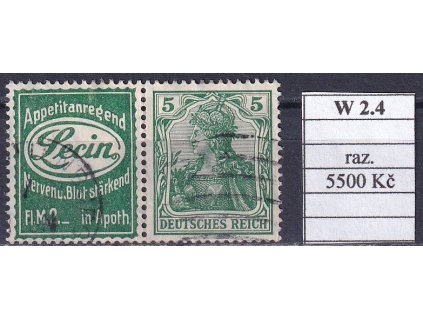 Appetitanregend
Lecin
Nerven u. Blut stärkend
Fl. M. 2._ in Apoth.
5 5
DEUTSCHES REICH
W 2.4
raz.
5500 Kč